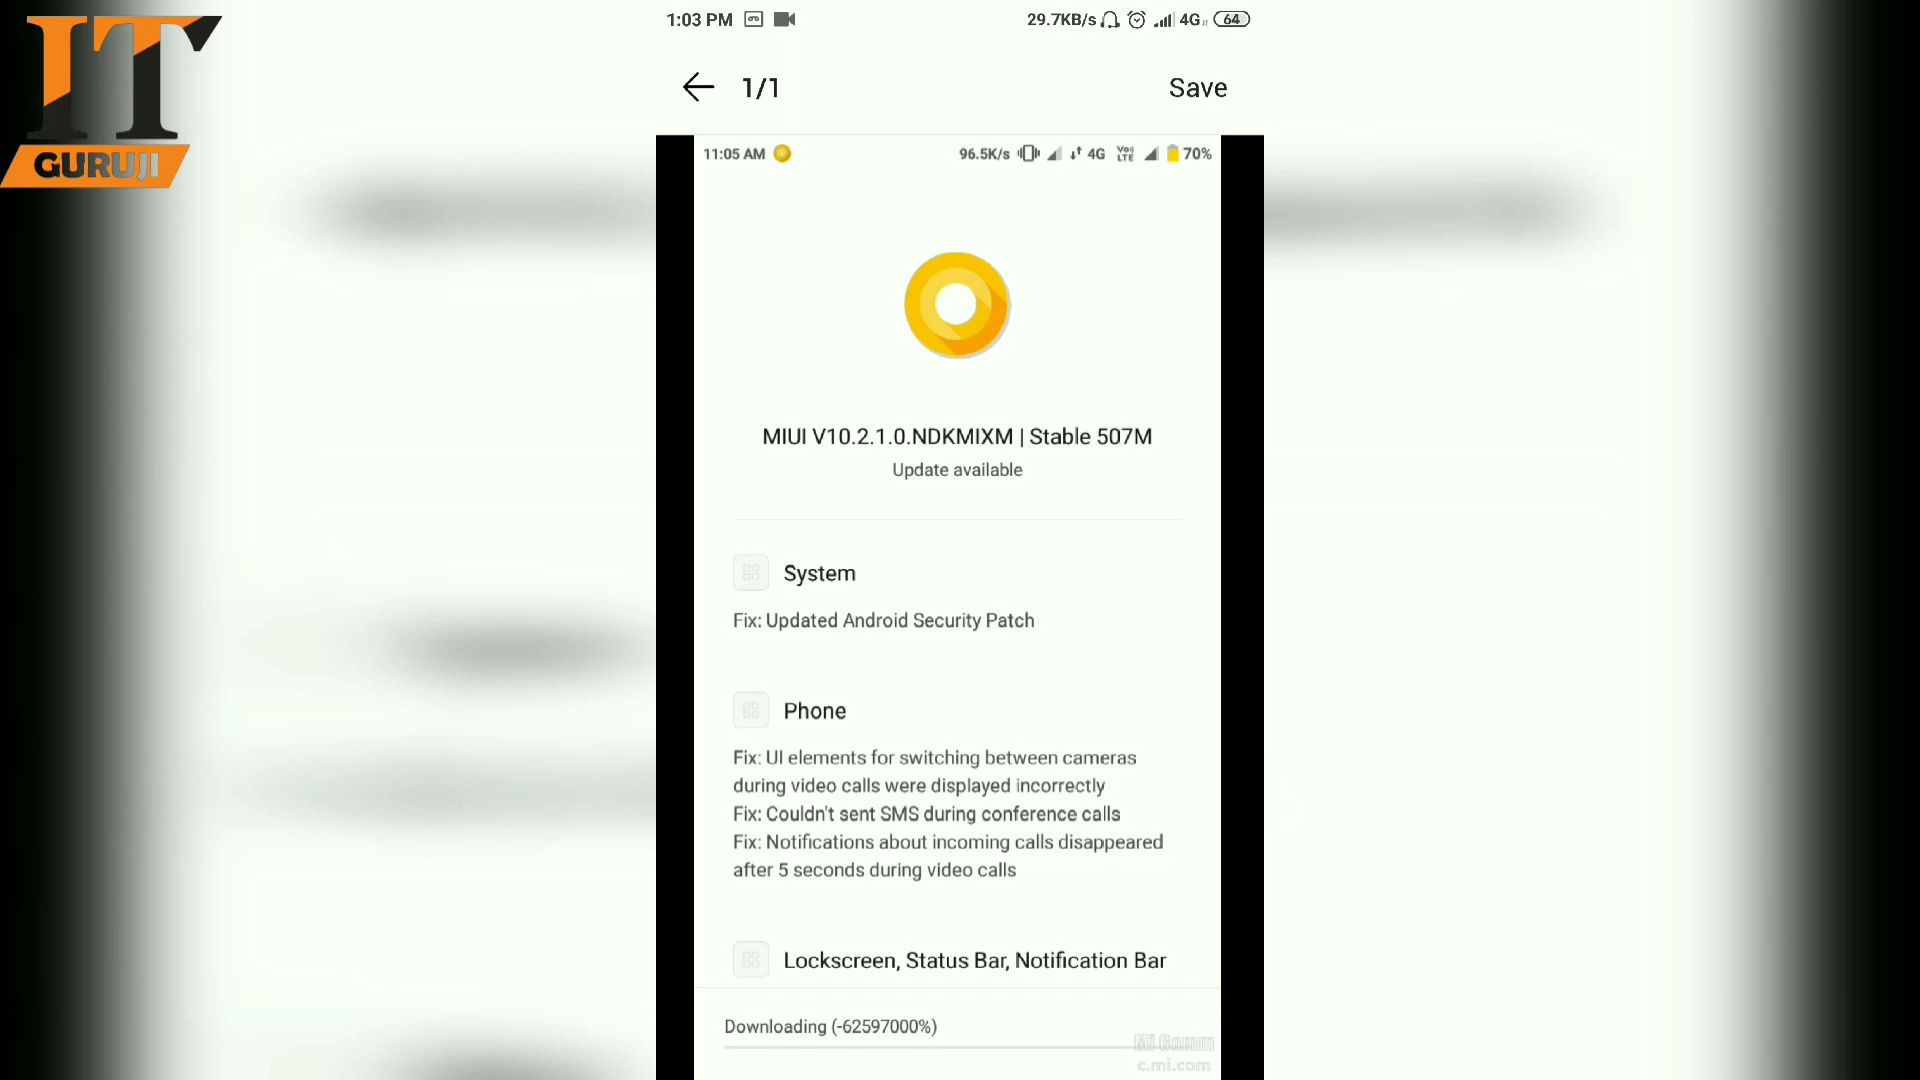 IT
GURUJI
1:03 PM
29.7KB/s 4G 64
1/1
Save
11:05 AM
96.5K/s 4G VoLTE 70%
MIUI V10.2.1.0.NDKMIXM | Stable 507M
Update available
System
Fix: Updated Android Security Patch
Phone
Fix: UI elements for switching between cameras
during video calls were displayed incorrectly
Fix: Couldn't sent SMS during conference calls
Fix: Notifications about incoming calls disappeared
after 5 seconds during video calls
Lockscreen, Status Bar, Notification Bar
Downloading (-62597000%)
Mi Comm
c.mi.com